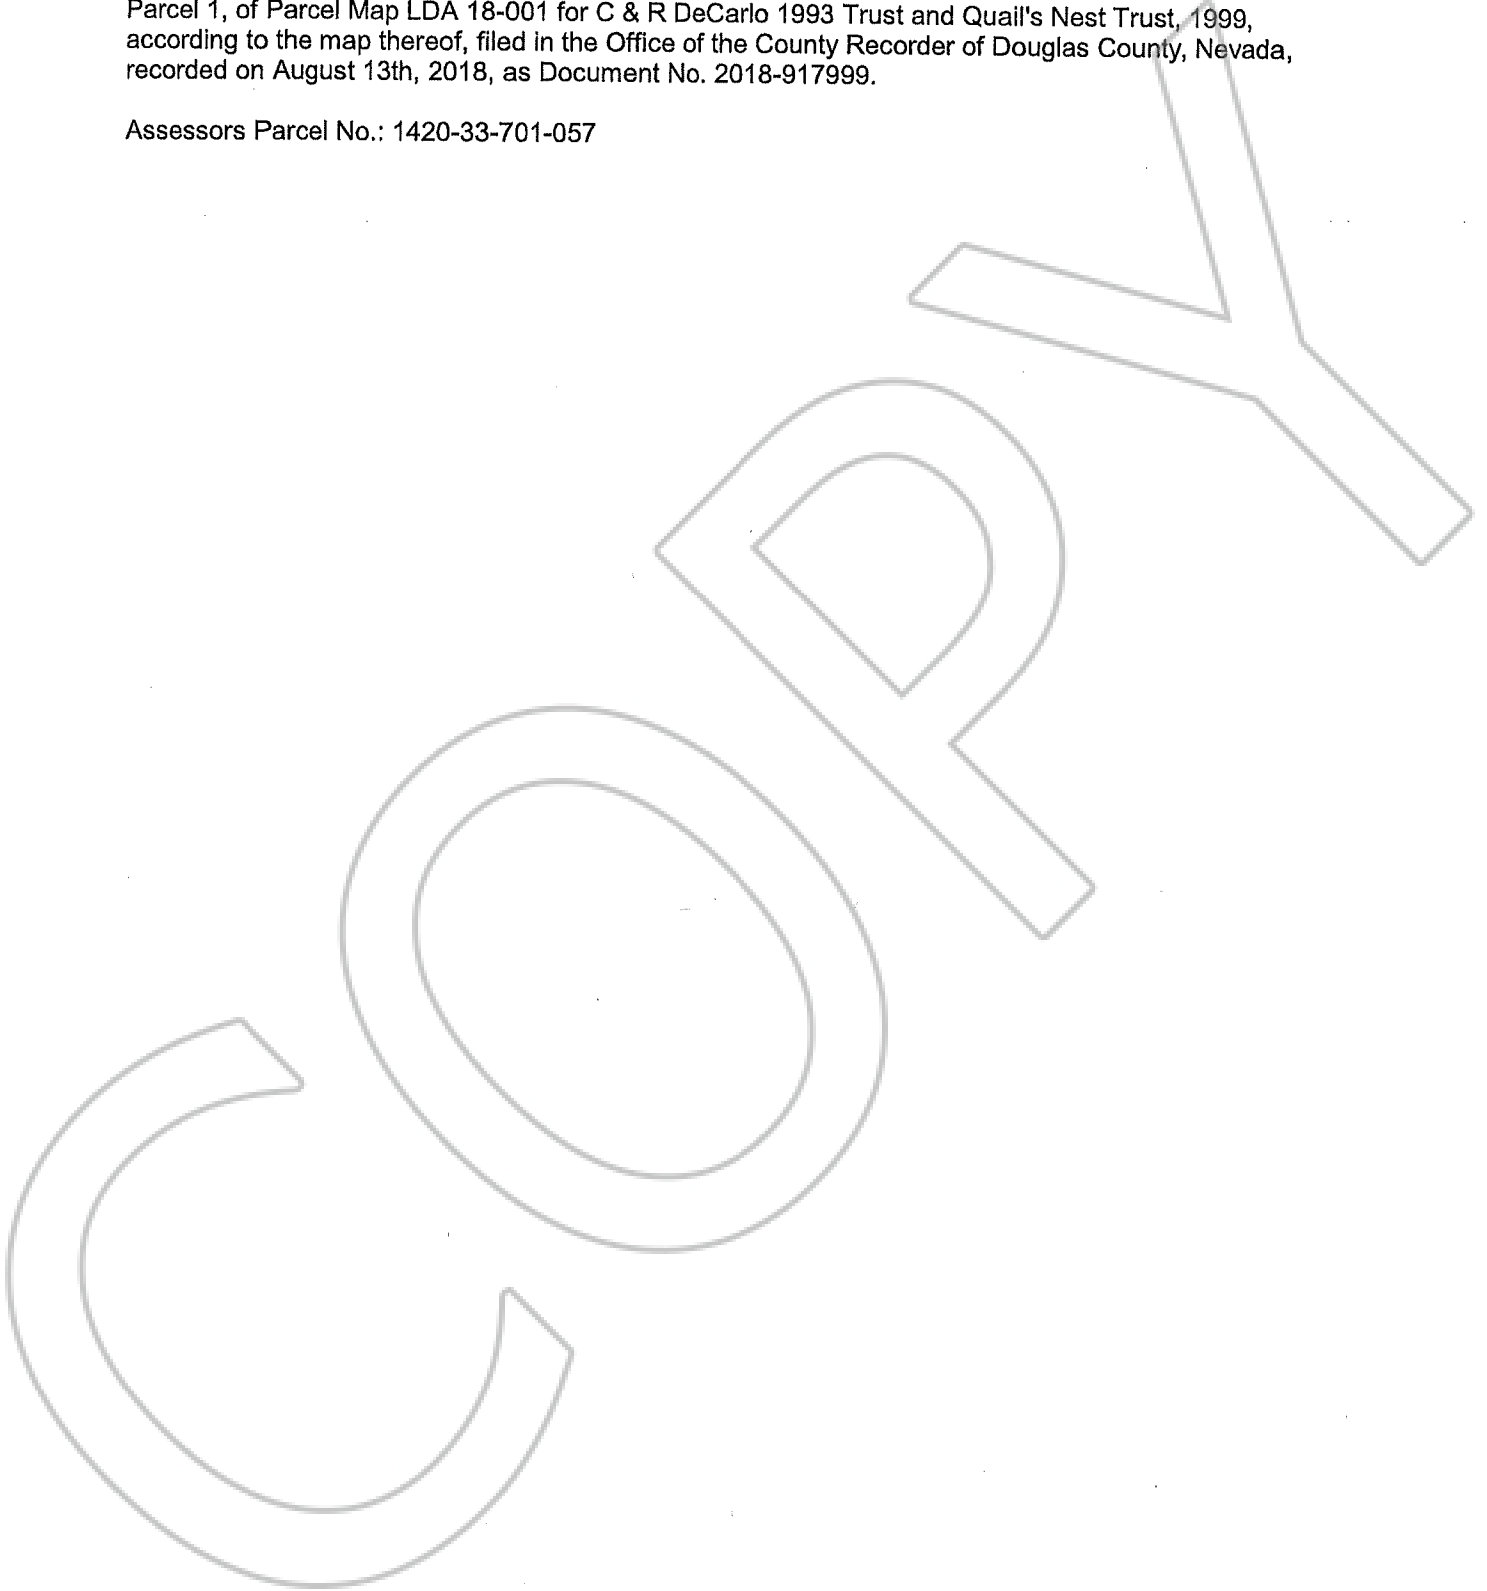 Parcel 1, of Parcel Map LDA 18-001 for C & R DeCarlo 1993 Trust and Quail's Nest Trust, 1999,
according to the map thereof, filed in the Office of the County Recorder of Douglas County, Nevada,
recorded on August 13th, 2018, as Document No. 2018-917999.
Assessors Parcel No.: 1420-33-701-057
COPY